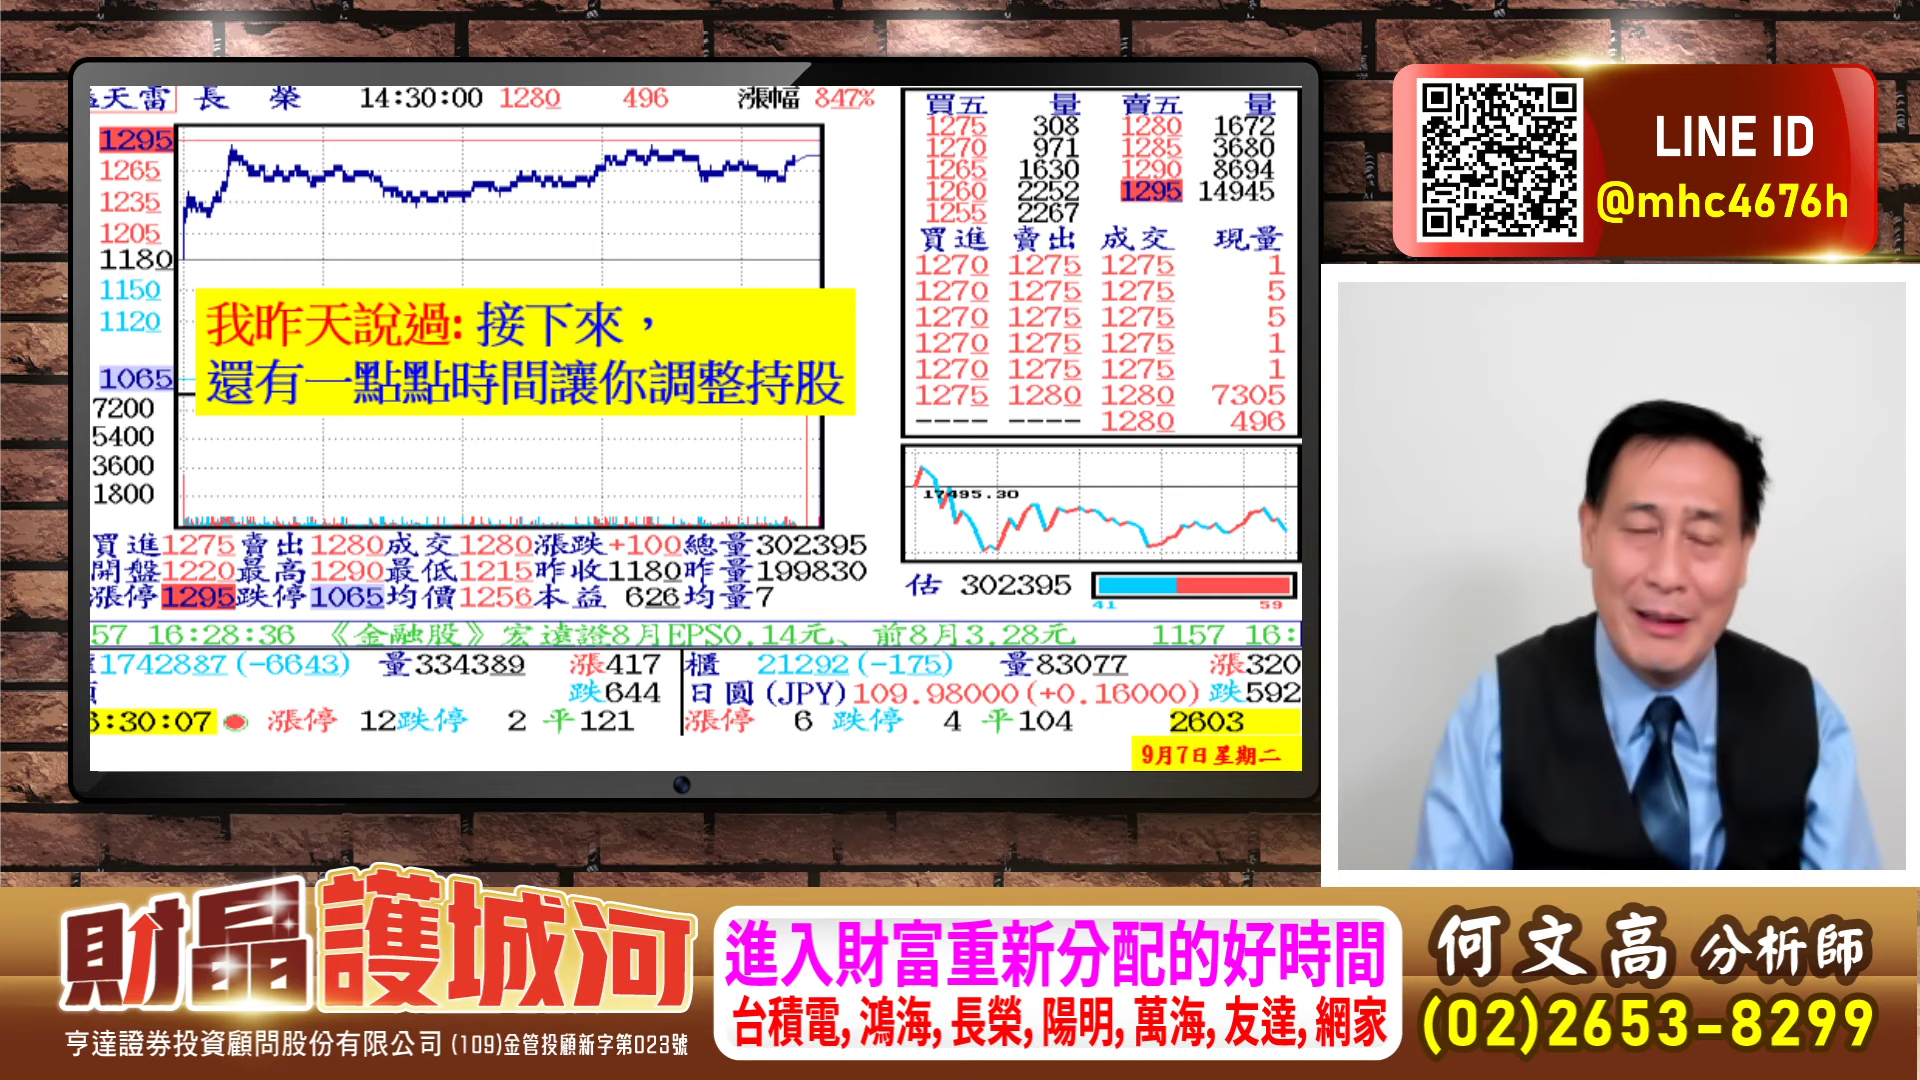 天雷 長榮 14:30:00 1280 496 漲幅 847%
1295
1265
1235
1205
1180
1150
1120
1065
7200
5400
3600
1800
我昨天說過: 接下來，
還有一點點時間讓你調整持股
買五 量 賣五 量
1275 308 1280 1672
1270 971 1285 3680
1265 1630 1290 8694
1260 2252 1295 14945
1255 2267
買進 賣出 成交 現量
1270 1275 1275 1
1270 1275 1275 5
1270 1275 1275 5
1270 1275 1275 1
1270 1275 1275 1
1275 1280 1280 7305
---- ---- 1280 496
17495.30
估 302395
41 59
買進1275賣出1280成交1280漲跌+100總量302395
開盤1220最高1290最低1215昨收1180昨量199830
漲停1295跌停1065均價1256本益 626均量7
57 16:28:36 《金融股》宏遠證8月EPS0.14元、前8月3.28元 1157 16:
1742887(-6643) 量334389 漲417 櫃 21292(-175) 量83077 漲320
跌644 日圓(JPY)109.98000(+0.16000) 跌592
6:30:07 漲停 12跌停 2 平121 漲停 6 跌停 4 平104 2603
9月7日星期二
LINE ID
@mhc4676h
財晶護城河
亨達證券投資顧問股份有限公司 (109)金管投顧新字第023號
進入財富重新分配的好時間
台積電, 鴻海, 長榮, 陽明, 萬海, 友達, 網家
何文高 分析師
(02)2653-8299